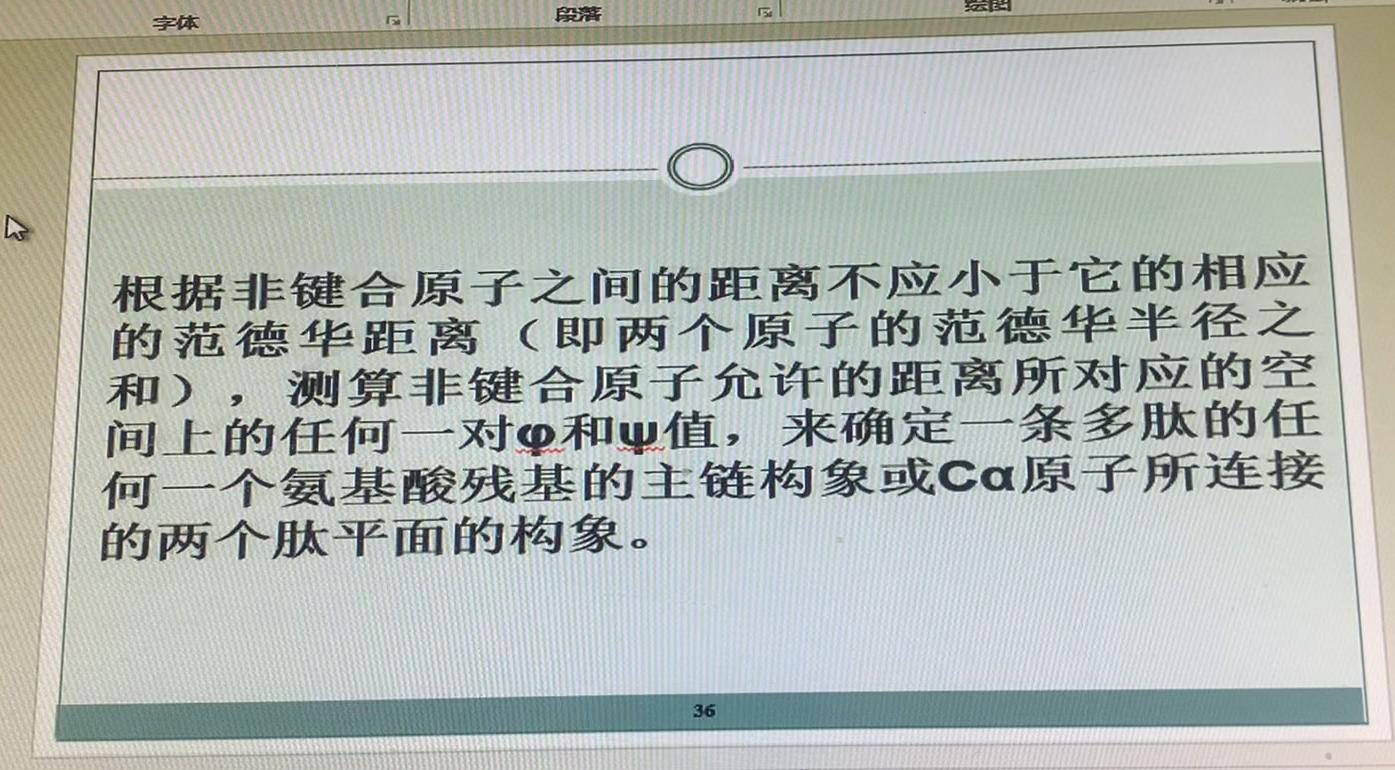 字体 段落 绘图
根据非键合原子之间的距离不应小于它的相应
的范德华距离（即两个原子的范德华半径之
和），测算非键合原子允许的距离所对应的空
间上的任何一对φ和ψ值，来确定一条多肽的任
何一个氨基酸残基的主链构象或Cα原子所连接
的两个肽平面的构象。
36